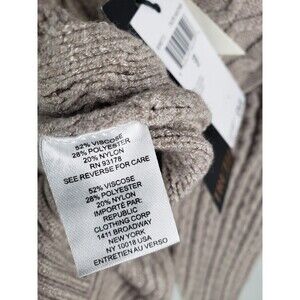 52% VISCOSE
28% POLYESTER
20% NYLON
RN 93178
SEE REVERSE FOR CARE
52% VISCOSE
28% POLYESTER
20% NYLON
IMPORTÉ PAR:
REPUBLIC
CLOTHING CORP
1411 BROADWAY
NEW YORK
NY 10018 USA
ENTRETIEN AU VERSO